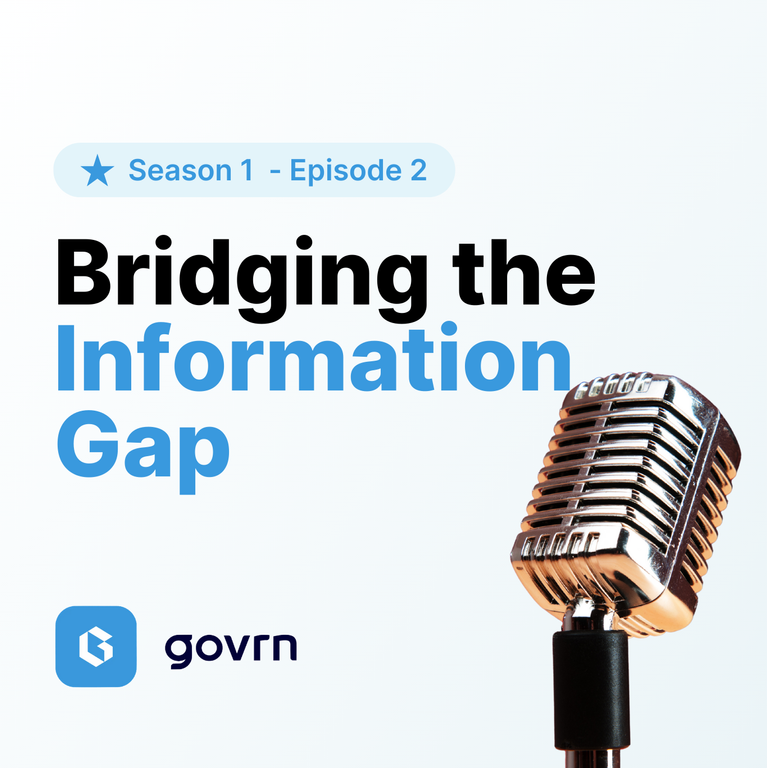 Season 1 - Episode 2
Bridging the
Information
Gap
govrn